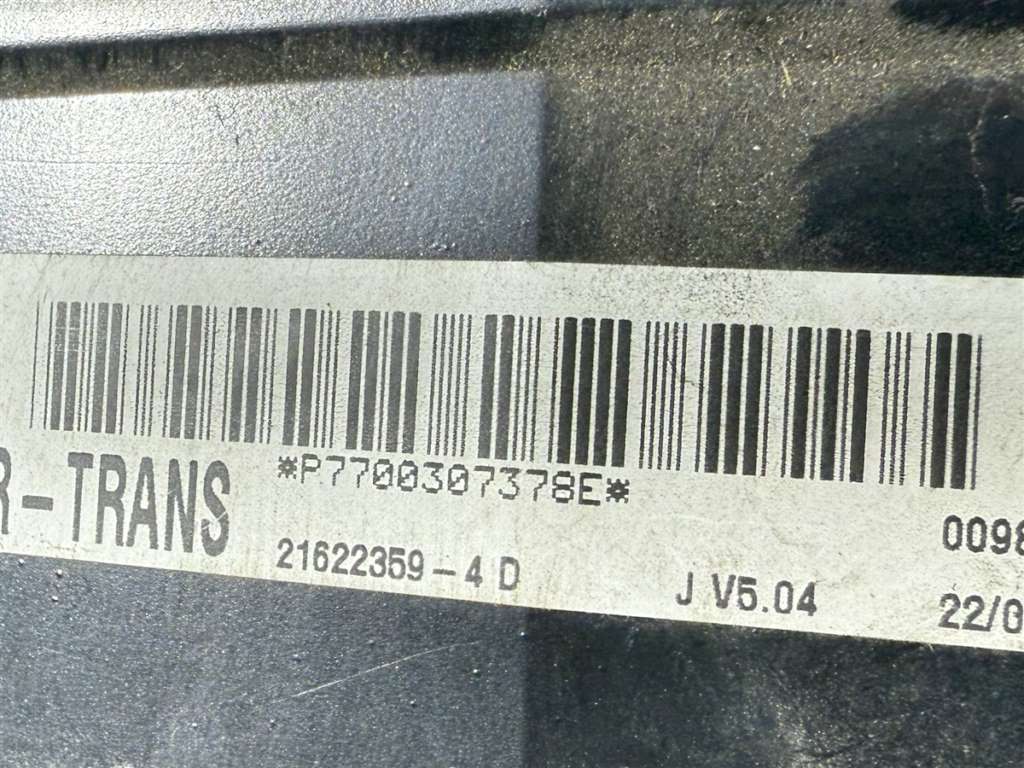 *P7700307378E*
R-TRANS
21622359-4 D
J V5.04
0098
22/0